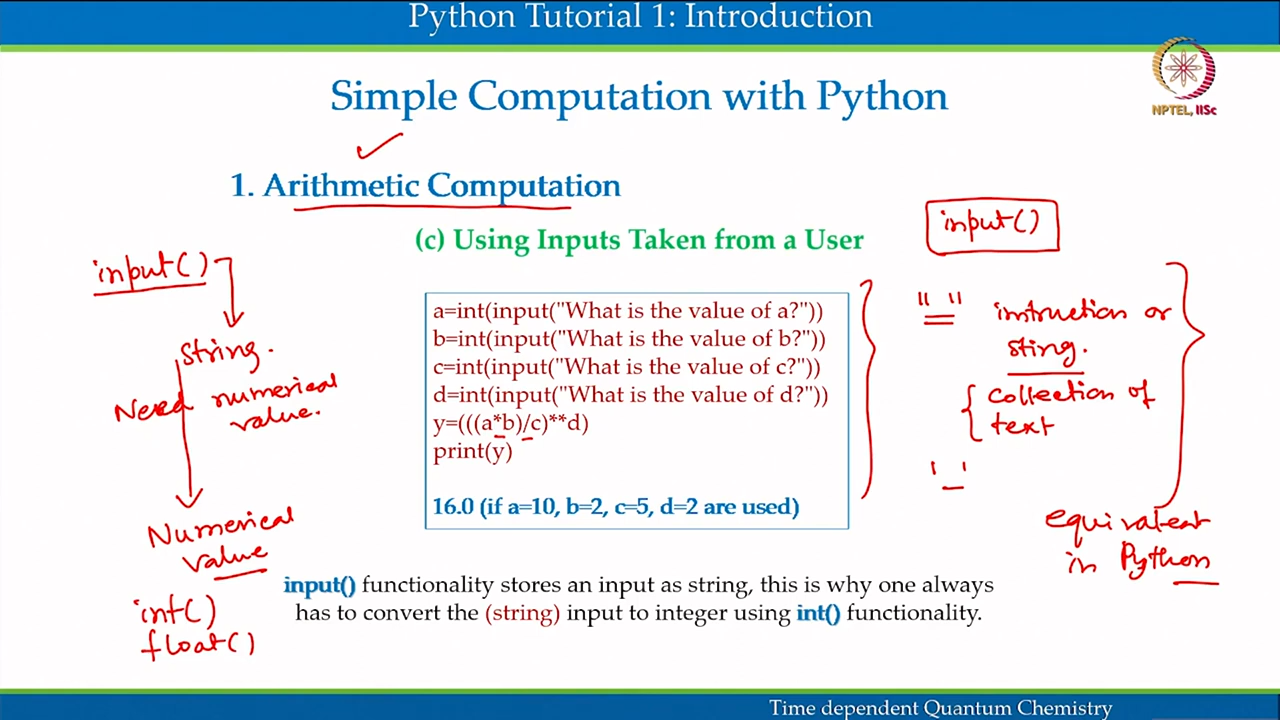 Python Tutorial 1: Introduction
NPTEL, IISc
Simple Computation with Python
1. Arithmetic Computation
(c) Using Inputs Taken from a User
input()
input()
string.
Need numerical
value.
Numerical
value
int()
float()
a=int(input("What is the value of a?"))
b=int(input("What is the value of b?"))
c=int(input("What is the value of c?"))
d=int(input("What is the value of d?"))
y=(((a*b)/c)**d)
print(y)
16.0 (if a=10, b=2, c=5, d=2 are used)
" " intruction or
sting.
collection of
text
' '
equivalent
in Python
input() functionality stores an input as string, this is why one always
has to convert the (string) input to integer using int() functionality.
Time dependent Quantum Chemistry